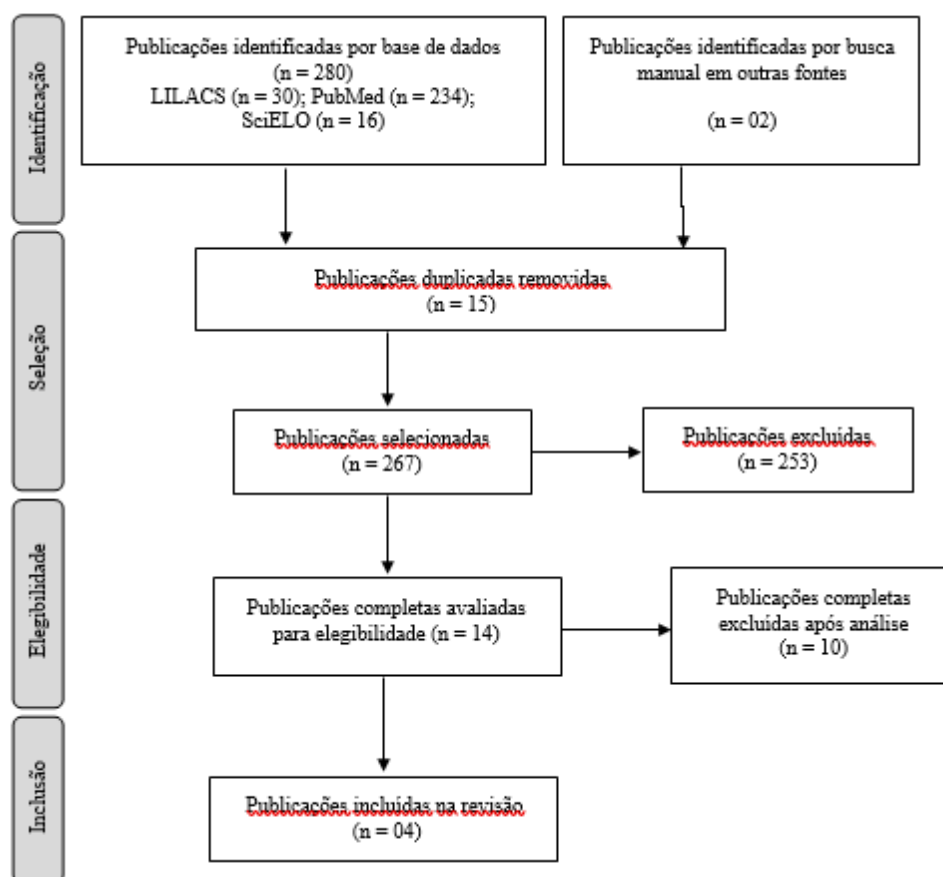 Identificação
Publicações identificadas por base de dados
(n = 280)
LILACS (n = 30); PubMed (n = 234);
SciELO (n = 16)
Publicações identificadas por busca
manual em outras fontes
(n = 02)
Seleção
Publicações duplicadas removidas
(n = 15)
Publicações selecionadas
(n = 267)
Publicações excluídas
(n = 253)
Elegibilidade
Publicações completas avaliadas
para elegibilidade (n = 14)
Publicações completas
excluidas após análise
(n = 10)
Inclusão
Publicações incluídas na revisão
(n = 04)